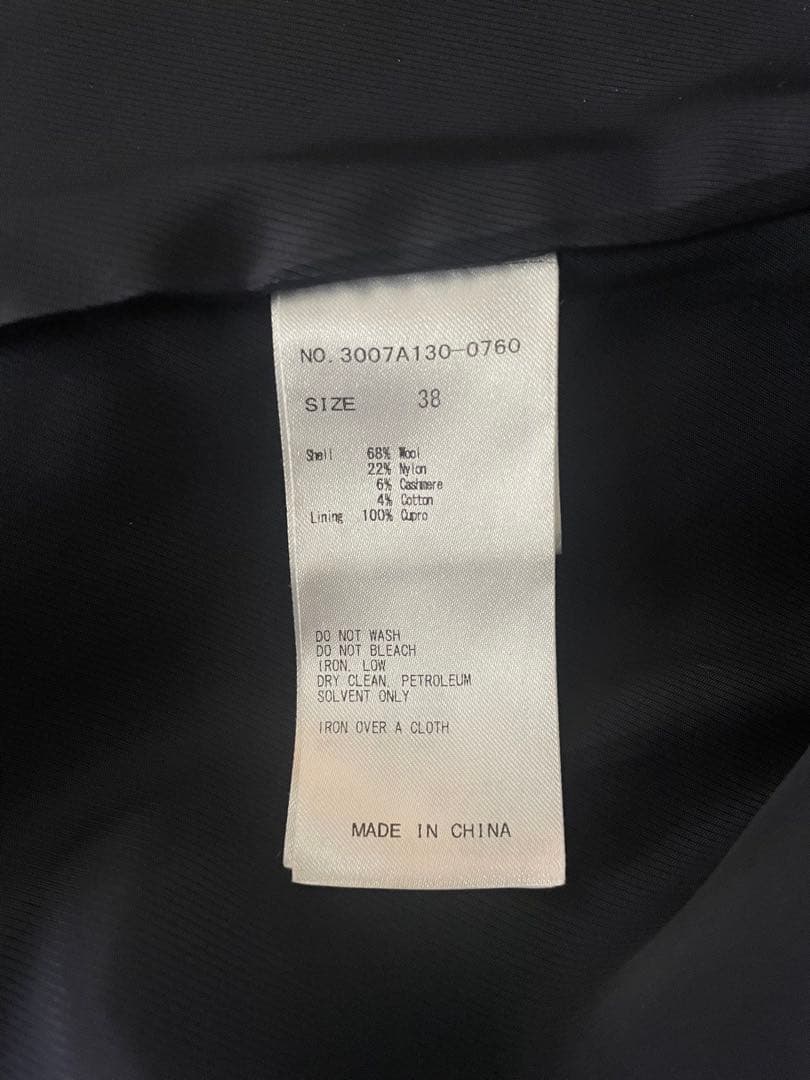 NO. 3007A130-0760
SIZE 38
Shell 68% Wool
22% Nylon
6% Cashmere
4% Cotton
Lining 100% Cupro
DO NOT WASH
DO NOT BLEACH
IRON, LOW
DRY CLEAN, PETROLEUM
SOLVENT ONLY
IRON OVER A CLOTH
MADE IN CHINA